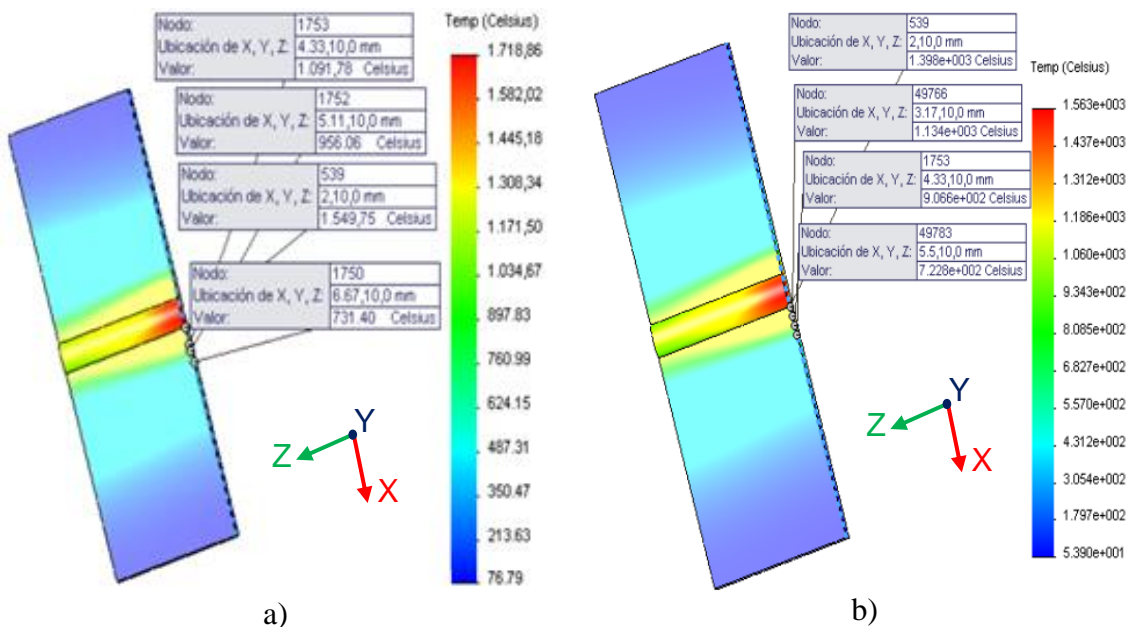 Nodo: 1753
Ubicación de X, Y, Z: 4.33,10,0 mm
Valor: 1.091,78 Celsius
Nodo: 1752
Ubicación de X, Y, Z: 5.11,10,0 mm
Valor: 956.06 Celsius
Nodo: 539
Ubicación de X, Y, Z: 2,10,0 mm
Valor: 1.549,75 Celsius
Nodo: 1750
Ubicación de X, Y, Z: 6.67,10,0 mm
Valor: 731.40 Celsius
Temp (Celsius)
1.718,86
1.582,02
1.445,18
1.308,34
1.171,50
1.034,67
897.83
760.99
624.15
487.31
350.47
213.63
76.79
Y
Z
X
a)
Nodo: 539
Ubicación de X, Y, Z: 2,10,0 mm
Valor: 1.398e+003 Celsius
Nodo: 49766
Ubicación de X, Y, Z: 3.17,10,0 mm
Valor: 1.134e+003 Celsius
Nodo: 1753
Ubicación de X, Y, Z: 4.33,10,0 mm
Valor: 9.066e+002 Celsius
Nodo: 49783
Ubicación de X, Y, Z: 5.5,10,0 mm
Valor: 7.228e+002 Celsius
Temp (Celsius)
1.563e+003
1.437e+003
1.312e+003
1.186e+003
1.060e+003
9.343e+002
8.085e+002
6.827e+002
5.570e+002
4.312e+002
3.054e+002
1.797e+002
5.390e+001
Y
Z
X
b)